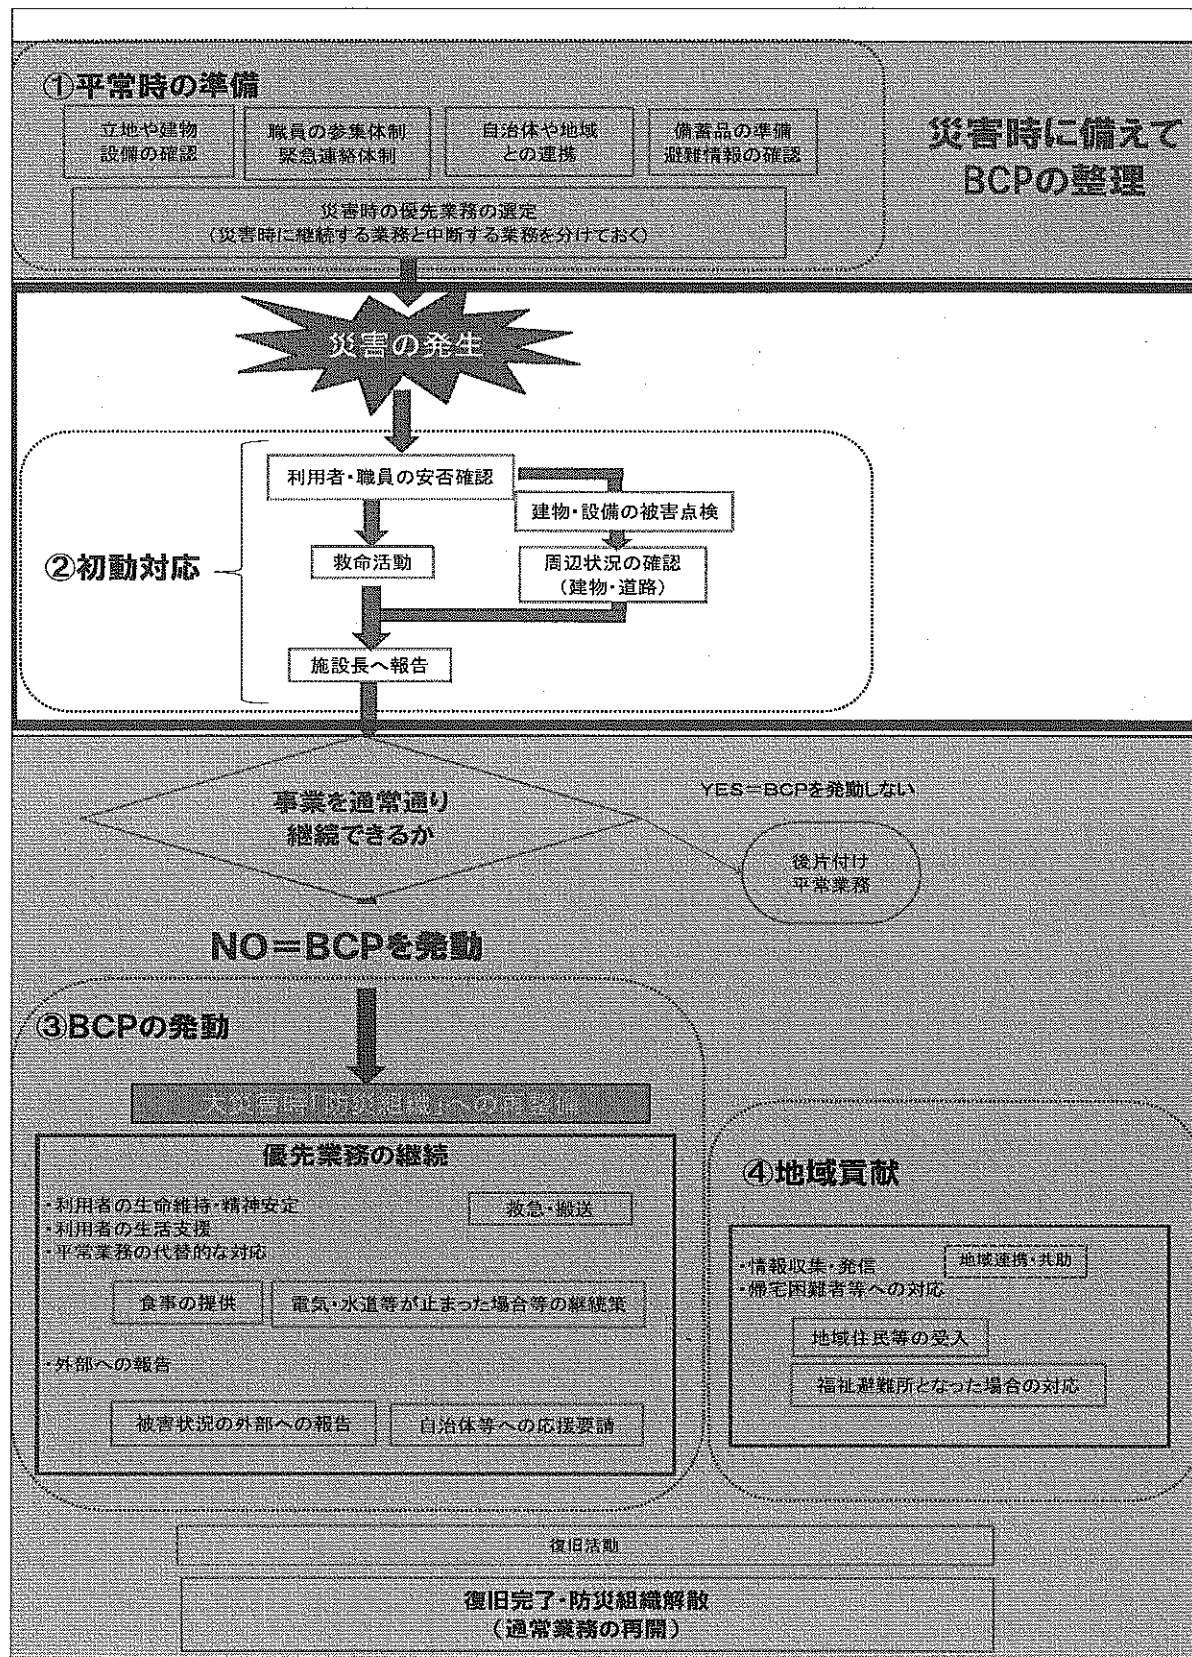 ①平常時の準備
立地や建物
設備の確認
職員の参集体制
緊急連絡体制
自治体や地域
との連携
備蓄品の準備
避難情報の確認
災害時に備えて
BCPの整理
災害時の優先業務の選定
（災害時に継続する業務と中断する業務を分けておく）
災害の発生
②初動対応
利用者・職員の安否確認
建物・設備の被害点検
救命活動
周辺状況の確認
（建物・道路）
施設長へ報告
事業を通常通り
継続できるか
YES＝BCPを発動しない
後片付け
平常業務
NO＝BCPを発動
③BCPの発動
大災害時「防災組織」への再整備
優先業務の継続
・利用者の生命維持・精神安定
・利用者の生活支援
・平常業務の代替的な対応
救急・搬送
食事の提供
電気・水道等が止まった場合等の継続策
・外部への報告
被害状況の外部への報告
自治体等への応援要請
④地域貢献
・情報収集・発信
・帰宅困難者等への対応
地域連携・共助
地域住民等の受入
福祉避難所となった場合の対応
復旧活動
復旧完了・防災組織解散
（通常業務の再開）